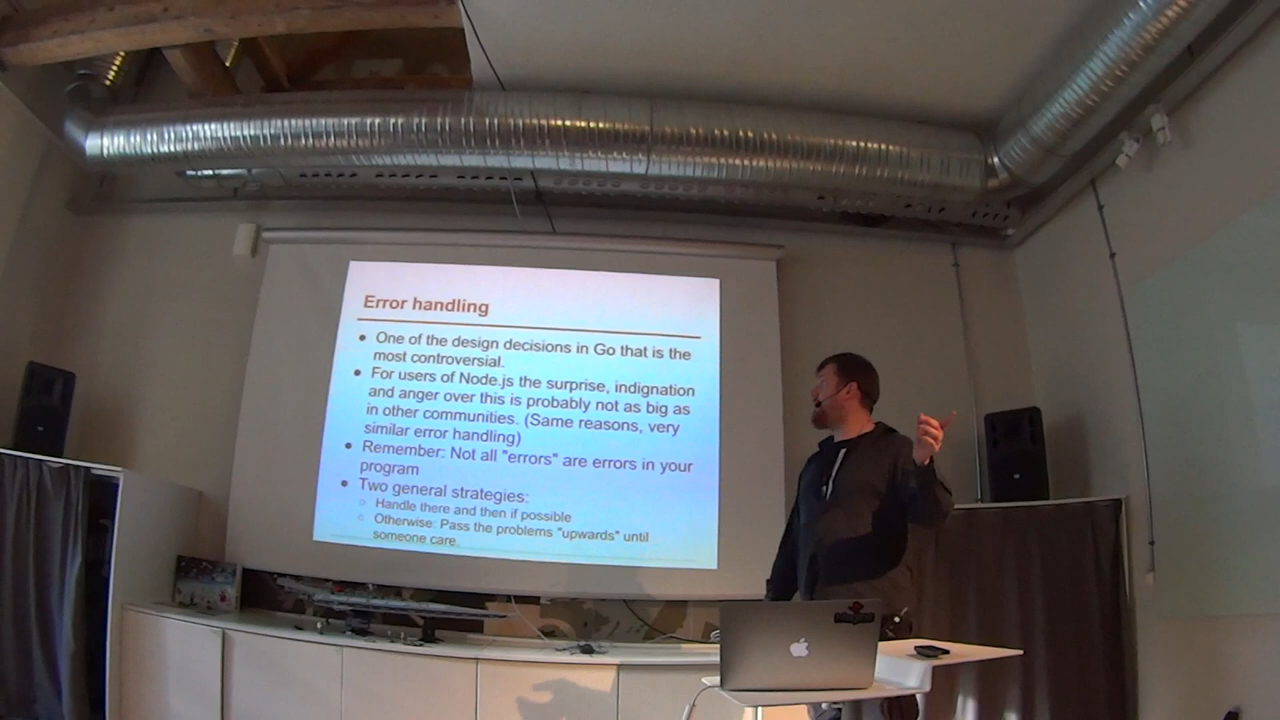 Error handling
● One of the design decisions in Go that is the
most controversial.
● For users of Node.js the surprise, indignation
and anger over this is probably not as big as
in other communities. (Same reasons, very
similar error handling)
● Remember: Not all "errors" are errors in your
program
● Two general strategies:
○ Handle there and then if possible
○ Otherwise: Pass the problems "upwards" until
someone care.